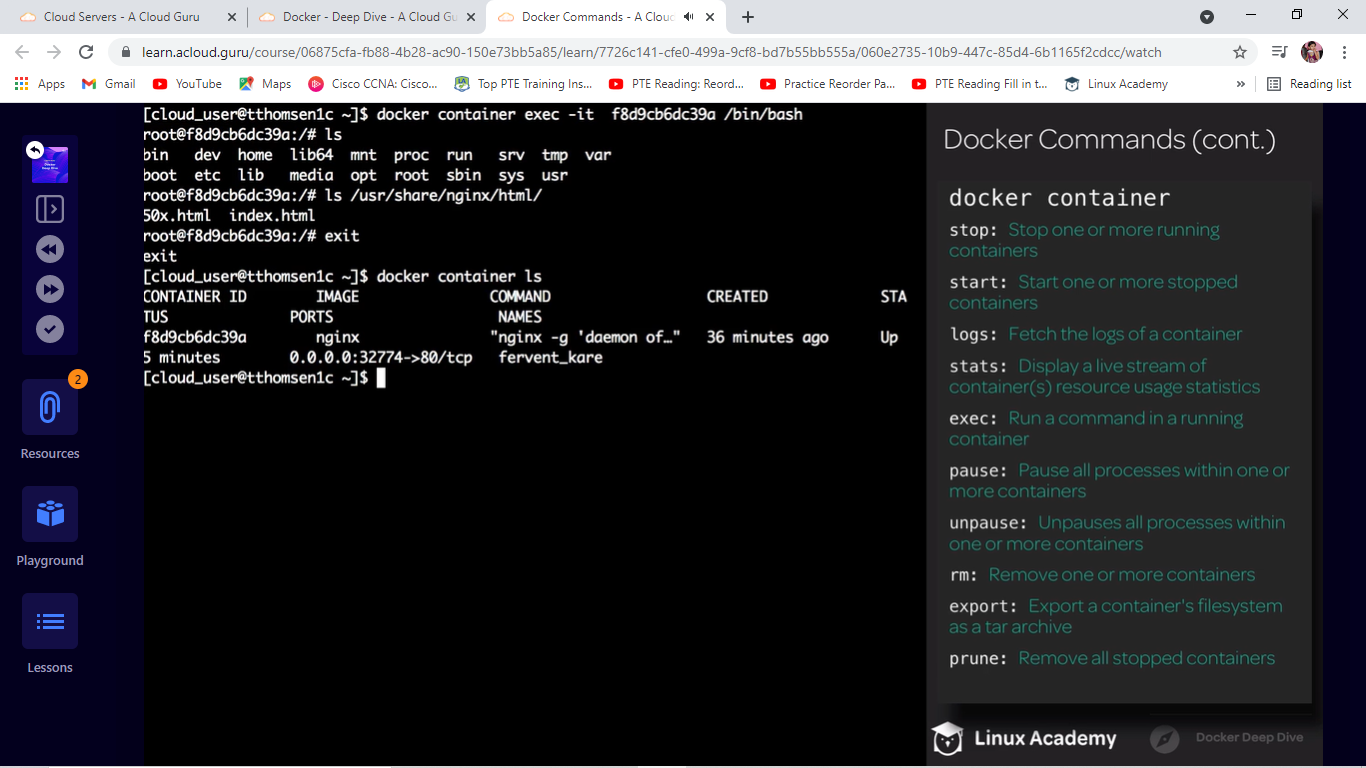 Cloud Servers - A Cloud Guru
Docker - Deep Dive - A Cloud Gu
Docker Commands - A Cloud
learn.acloud.guru/course/06875cfa-fb88-4b28-ac90-150e73bb5a85/learn/7726c141-cfe0-499a-9cf8-bd7b55bb555a/060e2735-10b9-447c-85d4-6b1165f2cdcc/watch
Apps Gmail YouTube Maps Cisco CCNA: Cisco... Top PTE Training Ins... PTE Reading: Reord... Practice Reorder Pa... PTE Reading Fill in t... Linux Academy » Reading list
2
Resources
Playground
Lessons
[cloud_user@tthomsen1c ~]$ docker container exec -it  f8d9cb6dc39a /bin/bash
root@f8d9cb6dc39a:/# ls
bin   dev  home  lib64  mnt  proc  run   srv  tmp  var
boot  etc  lib   media  opt  root  sbin  sys  usr
root@f8d9cb6dc39a:/# ls /usr/share/nginx/html/
50x.html  index.html
root@f8d9cb6dc39a:/# exit
exit
[cloud_user@tthomsen1c ~]$ docker container ls
CONTAINER ID        IMAGE               COMMAND                  CREATED             STA
TUS              PORTS                   NAMES
f8d9cb6dc39a        nginx               "nginx -g 'daemon of…"   36 minutes ago      Up
5 minutes        0.0.0.0:32774->80/tcp   fervent_kare
[cloud_user@tthomsen1c ~]$
Docker Commands (cont.)
docker container
stop: Stop one or more running
containers
start: Start one or more stopped
containers
logs: Fetch the logs of a container
stats: Display a live stream of
container(s) resource usage statistics
exec: Run a command in a running
container
pause: Pause all processes within one or
more containers
unpause: Unpauses all processes within
one or more containers
rm: Remove one or more containers
export: Export a container's filesystem
as a tar archive
prune: Remove all stopped containers
Linux Academy
Docker Deep Dive